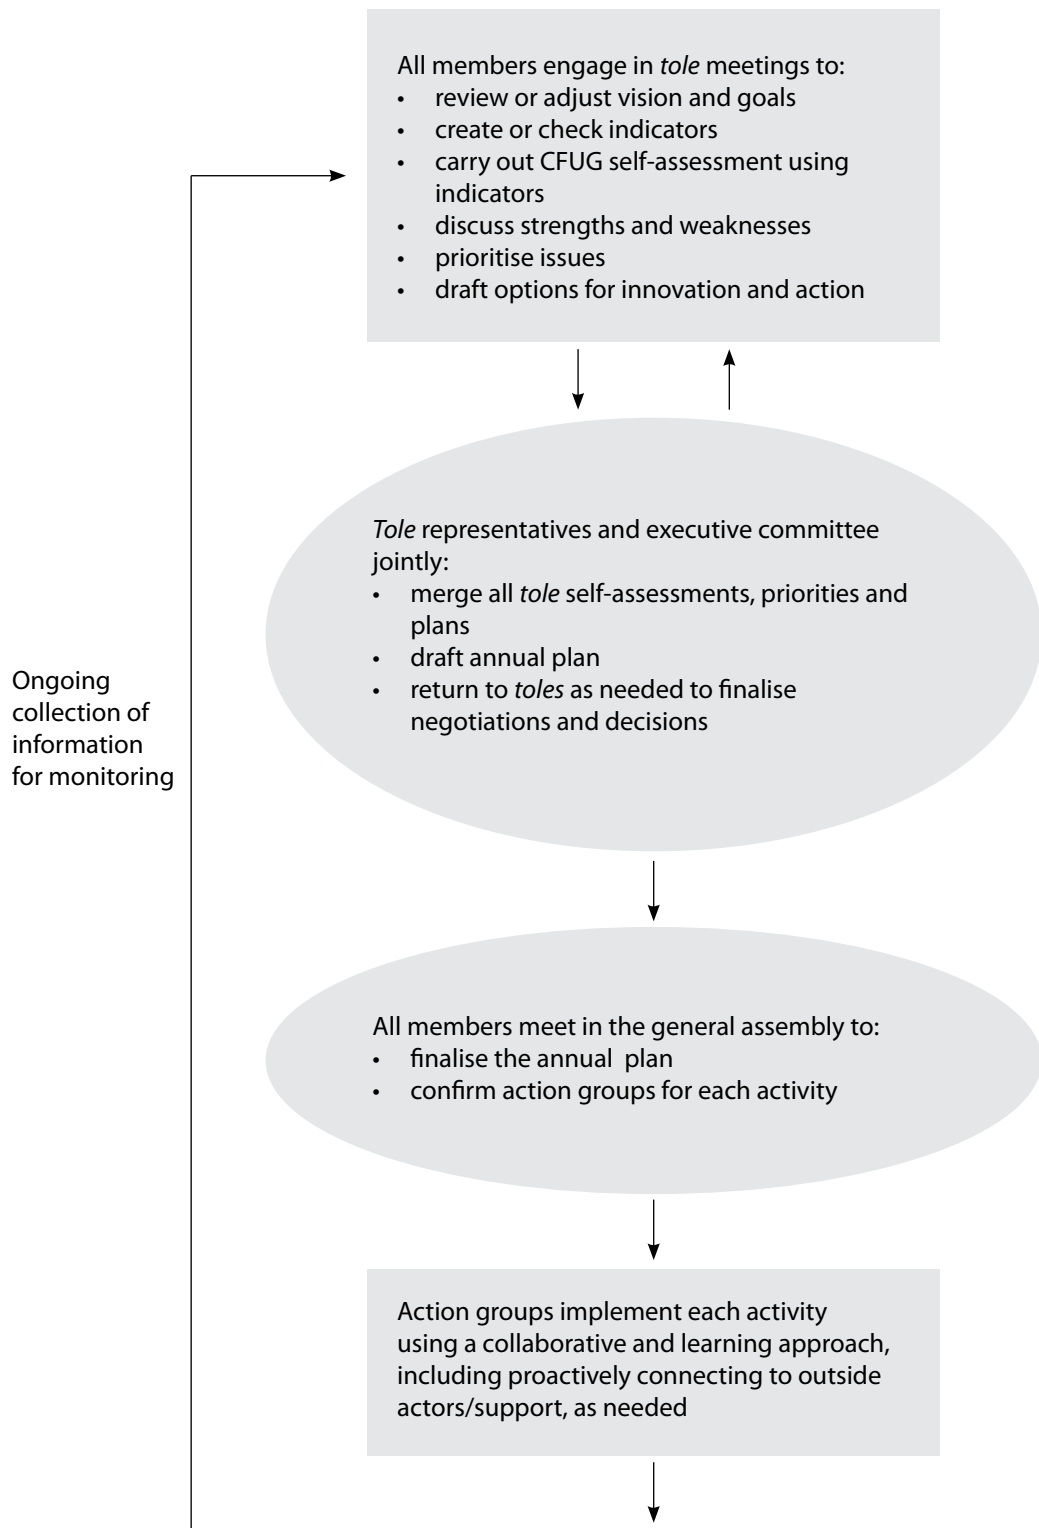 All members engage in tole meetings to:
• review or adjust vision and goals
• create or check indicators
• carry out CFUG self-assessment using
indicators
• discuss strengths and weaknesses
• prioritise issues
• draft options for innovation and action
Tole representatives and executive committee
jointly:
• merge all tole self-assessments, priorities and
plans
• draft annual plan
• return to toles as needed to finalise
negotiations and decisions
Ongoing
collection of
information
for monitoring
All members meet in the general assembly to:
• finalise the annual plan
• confirm action groups for each activity
Action groups implement each activity
using a collaborative and learning approach,
including proactively connecting to outside
actors/support, as needed